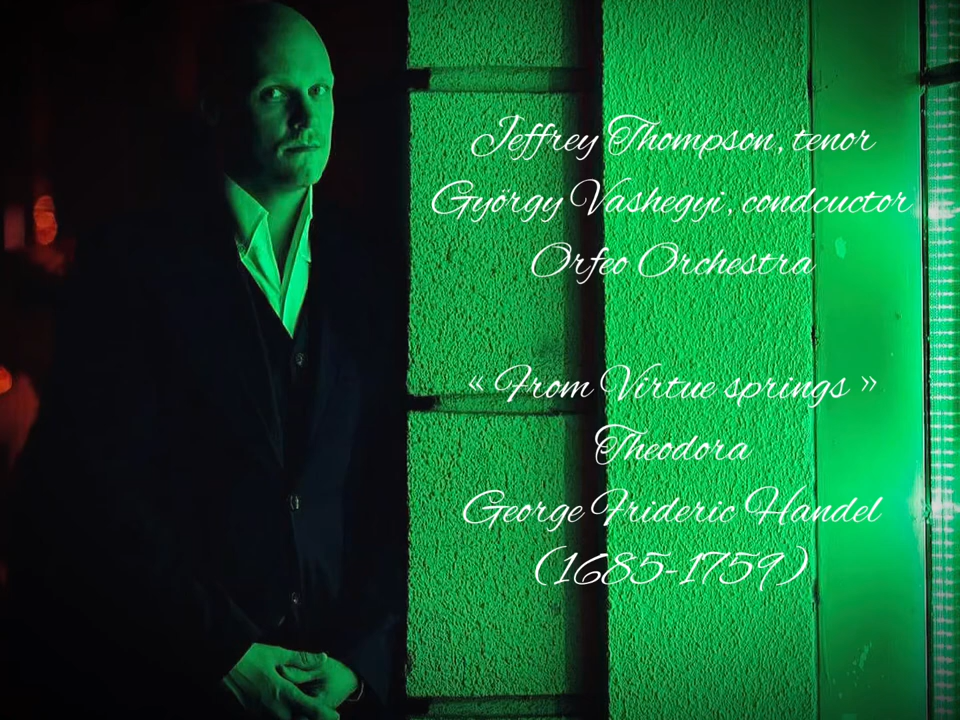 Jeffrey Thompson, tenor
György Vashegyi, condcuctor
Orfeo Orchestra
« From Virtue springs »
Theodora
George Frideric Handel
(1685-1759)